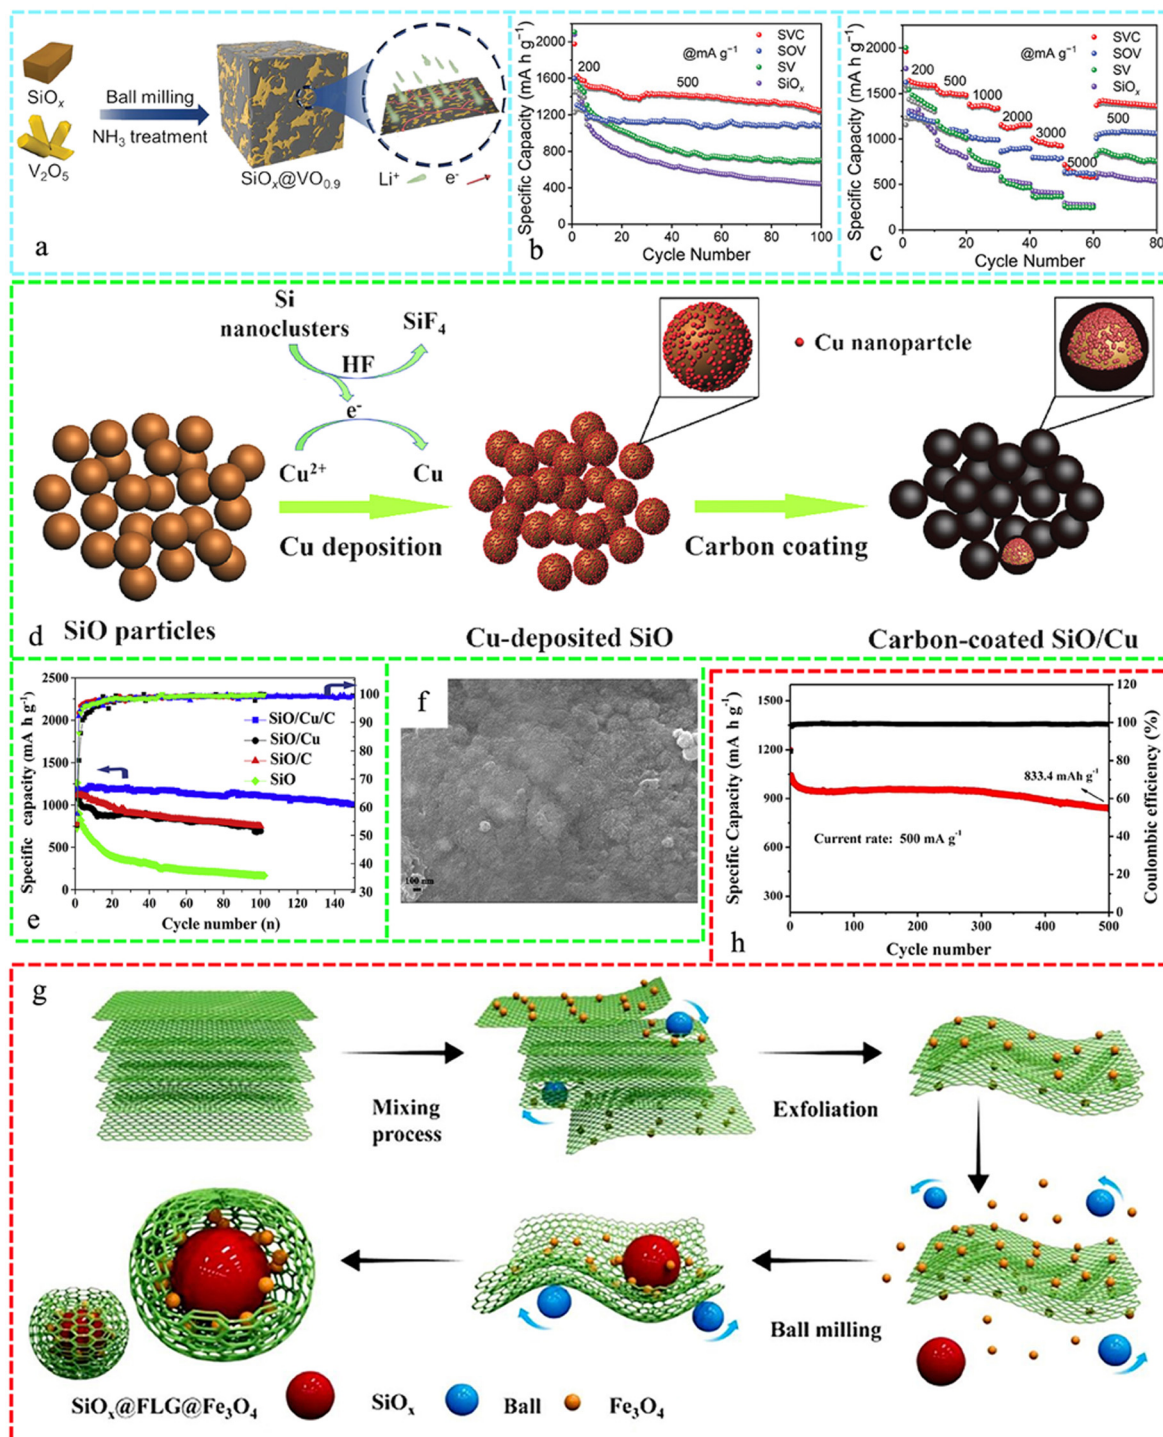 SiOₓ
V₂O₅
Ball milling
NH₃ treatment
SiOₓ@VO₀.₉
Li⁺ e⁻
a
Specific Capacity (mA h g⁻¹)
2000
1600
1200
800
400
0
0 20 40 60 80 100
Cycle Number
@mA g⁻¹
200
500
SVC
SOV
SV
SiOₓ
b
Specific Capacity (mA h g⁻¹)
2000
1500
1000
500
0
0 20 40 60 80
Cycle Number
@mA g⁻¹
200
500
1000
2000
3000
5000
500
SVC
SOV
SV
SiOₓ
c
Si
nanoclusters
SiF₄
HF
e⁻
Cu²⁺
Cu
Cu nanopartcle
Cu deposition
Carbon coating
d
SiO particles
Cu-deposited SiO
Carbon-coated SiO/Cu
Specific capacity (mA h g⁻¹)
2500
2000
1500
1000
500
0
100
90
80
70
60
50
40
30
SiO/Cu/C
SiO/Cu
SiO/C
SiO
0 20 40 60 80 100 120 140
Cycle number (n)
e
f
100 nm
Specific Capacity (mA h g⁻¹)
1500
1200
900
600
300
120
100
80
60
40
20
0
Coulombic efficiency (%)
833.4 mAh g⁻¹
Current rate: 500 mA g⁻¹
0 100 200 300 400 500
Cycle number
h
g
Mixing
process
Exfoliation
Ball milling
SiOₓ@FLG@Fe₃O₄
SiOₓ
Ball
Fe₃O₄